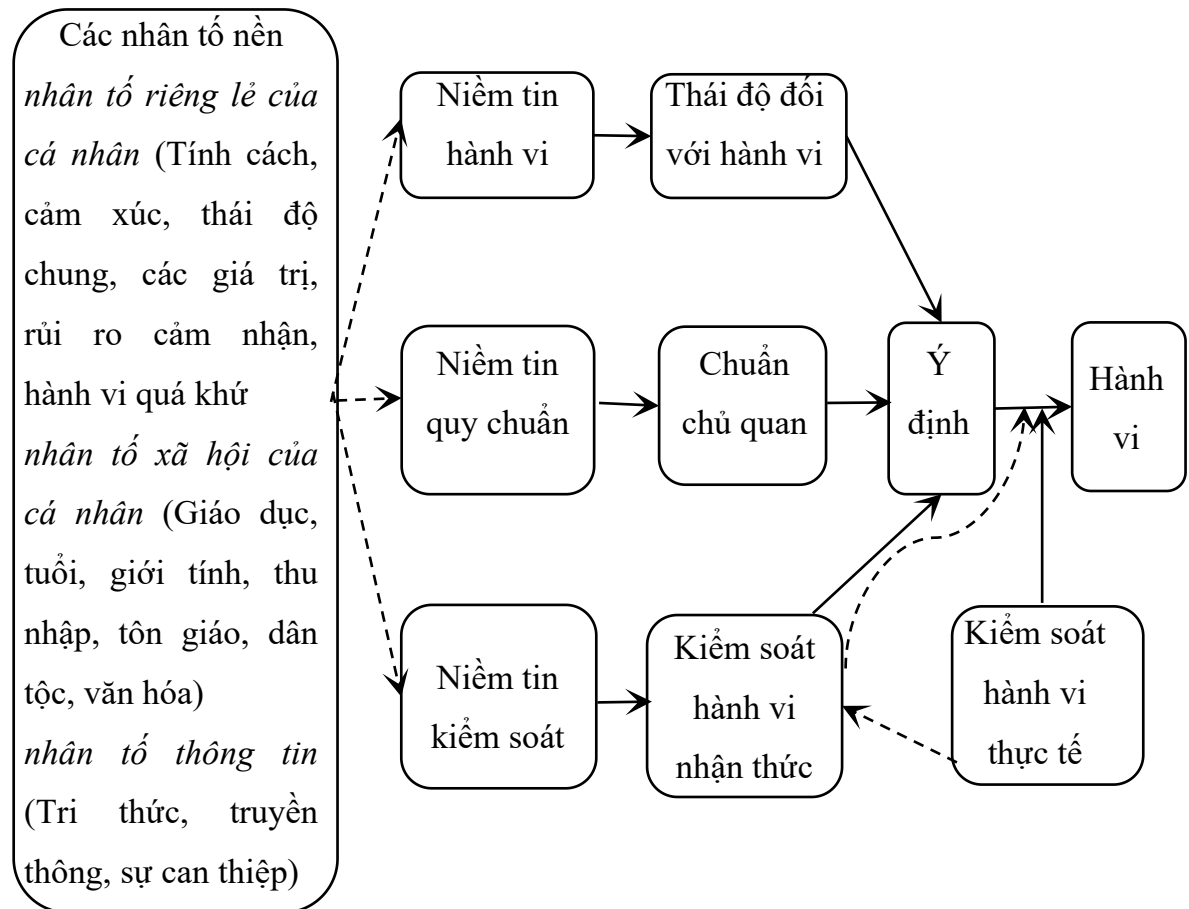 Các nhân tố nền
nhân tố riêng lẻ của
cá nhân (Tính cách,
cảm xúc, thái độ
chung, các giá trị,
rủi ro cảm nhận,
hành vi quá khứ
nhân tố xã hội của
cá nhân (Giáo dục,
tuổi, giới tính, thu
nhập, tôn giáo, dân
tộc, văn hóa)
nhân tố thông tin
(Tri thức, truyền
thông, sự can thiệp)
Niềm tin
hành vi
Thái độ đối
với hành vi
Niềm tin
quy chuẩn
Chuẩn
chủ quan
Ý
định
Hành
vi
Niềm tin
kiểm soát
Kiểm soát
hành vi
nhận thức
Kiểm soát
hành vi
thực tế